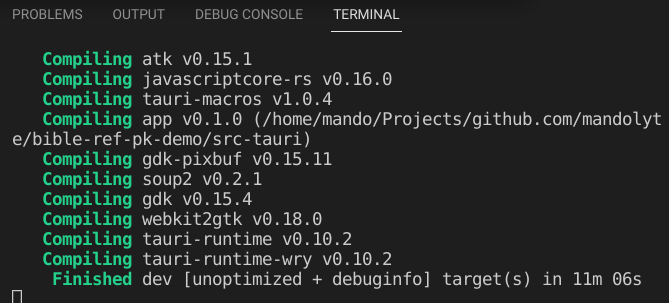 PROBLEMS OUTPUT DEBUG CONSOLE TERMINAL
Compiling atk v0.15.1
Compiling javascriptcore-rs v0.16.0
Compiling tauri-macros v1.0.4
Compiling app v0.1.0 (/home/mando/Projects/github.com/mandolyt
e/bible-ref-pk-demo/src-tauri)
Compiling gdk-pixbuf v0.15.11
Compiling soup2 v0.2.1
Compiling gdk v0.15.4
Compiling webkit2gtk v0.18.0
Compiling tauri-runtime v0.10.2
Compiling tauri-runtime-wry v0.10.2
Finished dev [unoptimized + debuginfo] target(s) in 11m 06s